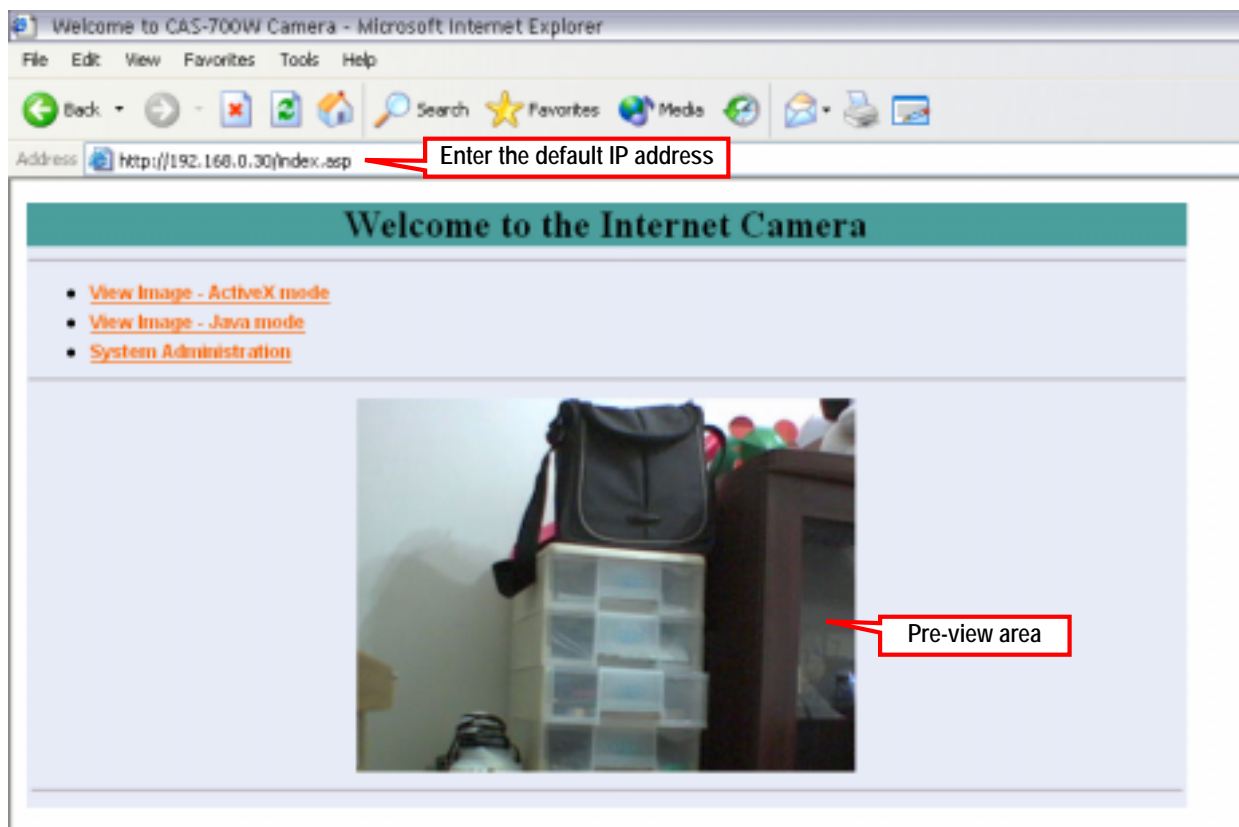 Welcome to CAS-700W Camera - Microsoft Internet Explorer
File Edit View Favorites Tools Help
Back Search Favorites Media
Address http://192.168.0.30/index.asp
Enter the default IP address
Welcome to the Internet Camera
View Image - ActiveX mode
View Image - Java mode
System Administration
Pre-view area